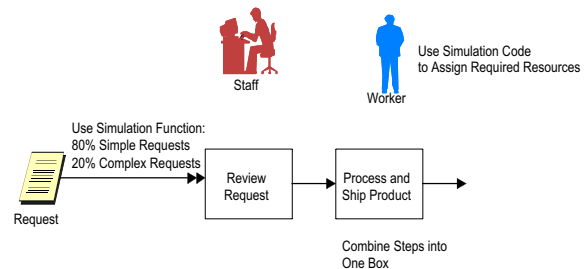 Use Simulation Code
to Assign Required Resources
Staff
Worker
Use Simulation Function:
80% Simple Requests
20% Complex Requests
Request
Review
Request
Process and
Ship Product
Combine Steps into
One Box